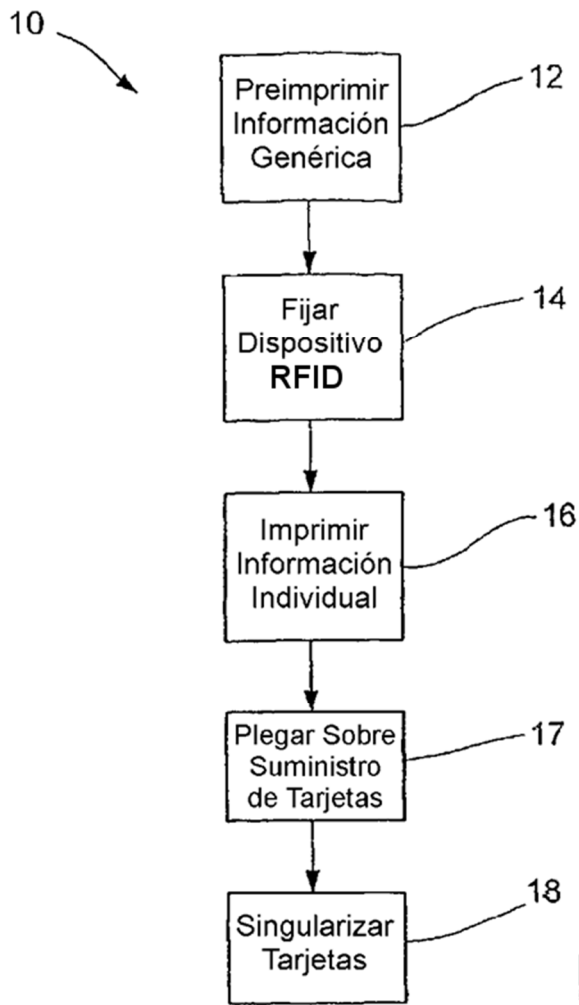 10
12
Preimprimir
Información
Genérica
14
Fijar
Dispositivo
RFID
16
Imprimir
Información
Individual
17
Plegar Sobre
Suministro
de Tarjetas
18
Singularizar
Tarjetas